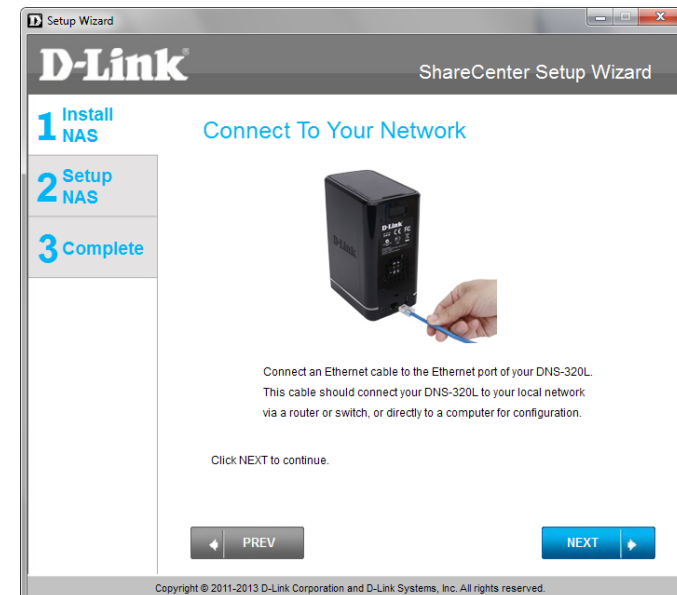 Setup Wizard
D-Link
ShareCenter Setup Wizard
1 Install
NAS
2 Setup
NAS
3 Complete
Connect To Your Network
D-Link
D-Link
Connect an Ethernet cable to the Ethernet port of your DNS-320L.
This cable should connect your DNS-320L to your local network
via a router or switch, or directly to a computer for configuration.
Click NEXT to continue.
PREV
NEXT
Copyright © 2011-2013 D-Link Corporation and D-Link Systems, Inc. All rights reserved.